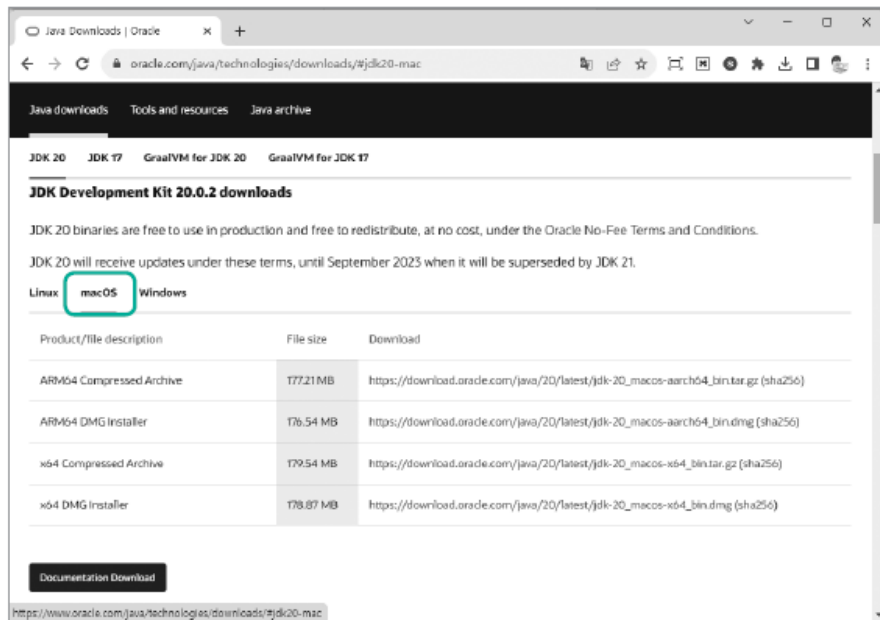 Java Downloads | Oracle
oracle.com/java/technologies/downloads/#jdk20-mac
Java downloads Tools and resources Java archive
JDK 20 JDK 17 GraalVM for JDK 20 GraalVM for JDK 17
JDK Development Kit 20.0.2 downloads
JDK 20 binaries are free to use in production and free to redistribute, at no cost, under the Oracle No-Fee Terms and Conditions.
JDK 20 will receive updates under these terms, until September 2023 when it will be superseded by JDK 21.
Linux macOS Windows
Product/file description File size Download
ARM64 Compressed Archive 177.21 MB https://download.oracle.com/java/20/latest/jdk-20_macos-aarch64_bin.tar.gz (sha256)
ARM64 DMG Installer 176.54 MB https://download.oracle.com/java/20/latest/jdk-20_macos-aarch64_bin.dmg (sha256)
x64 Compressed Archive 179.54 MB https://download.oracle.com/java/20/latest/jdk-20_macos-x64_bin.tar.gz (sha256)
x64 DMG Installer 178.87 MB https://download.oracle.com/java/20/latest/jdk-20_macos-x64_bin.dmg (sha256)
Documentation Download
https://www.oracle.com/java/technologies/downloads/#jdk20-mac